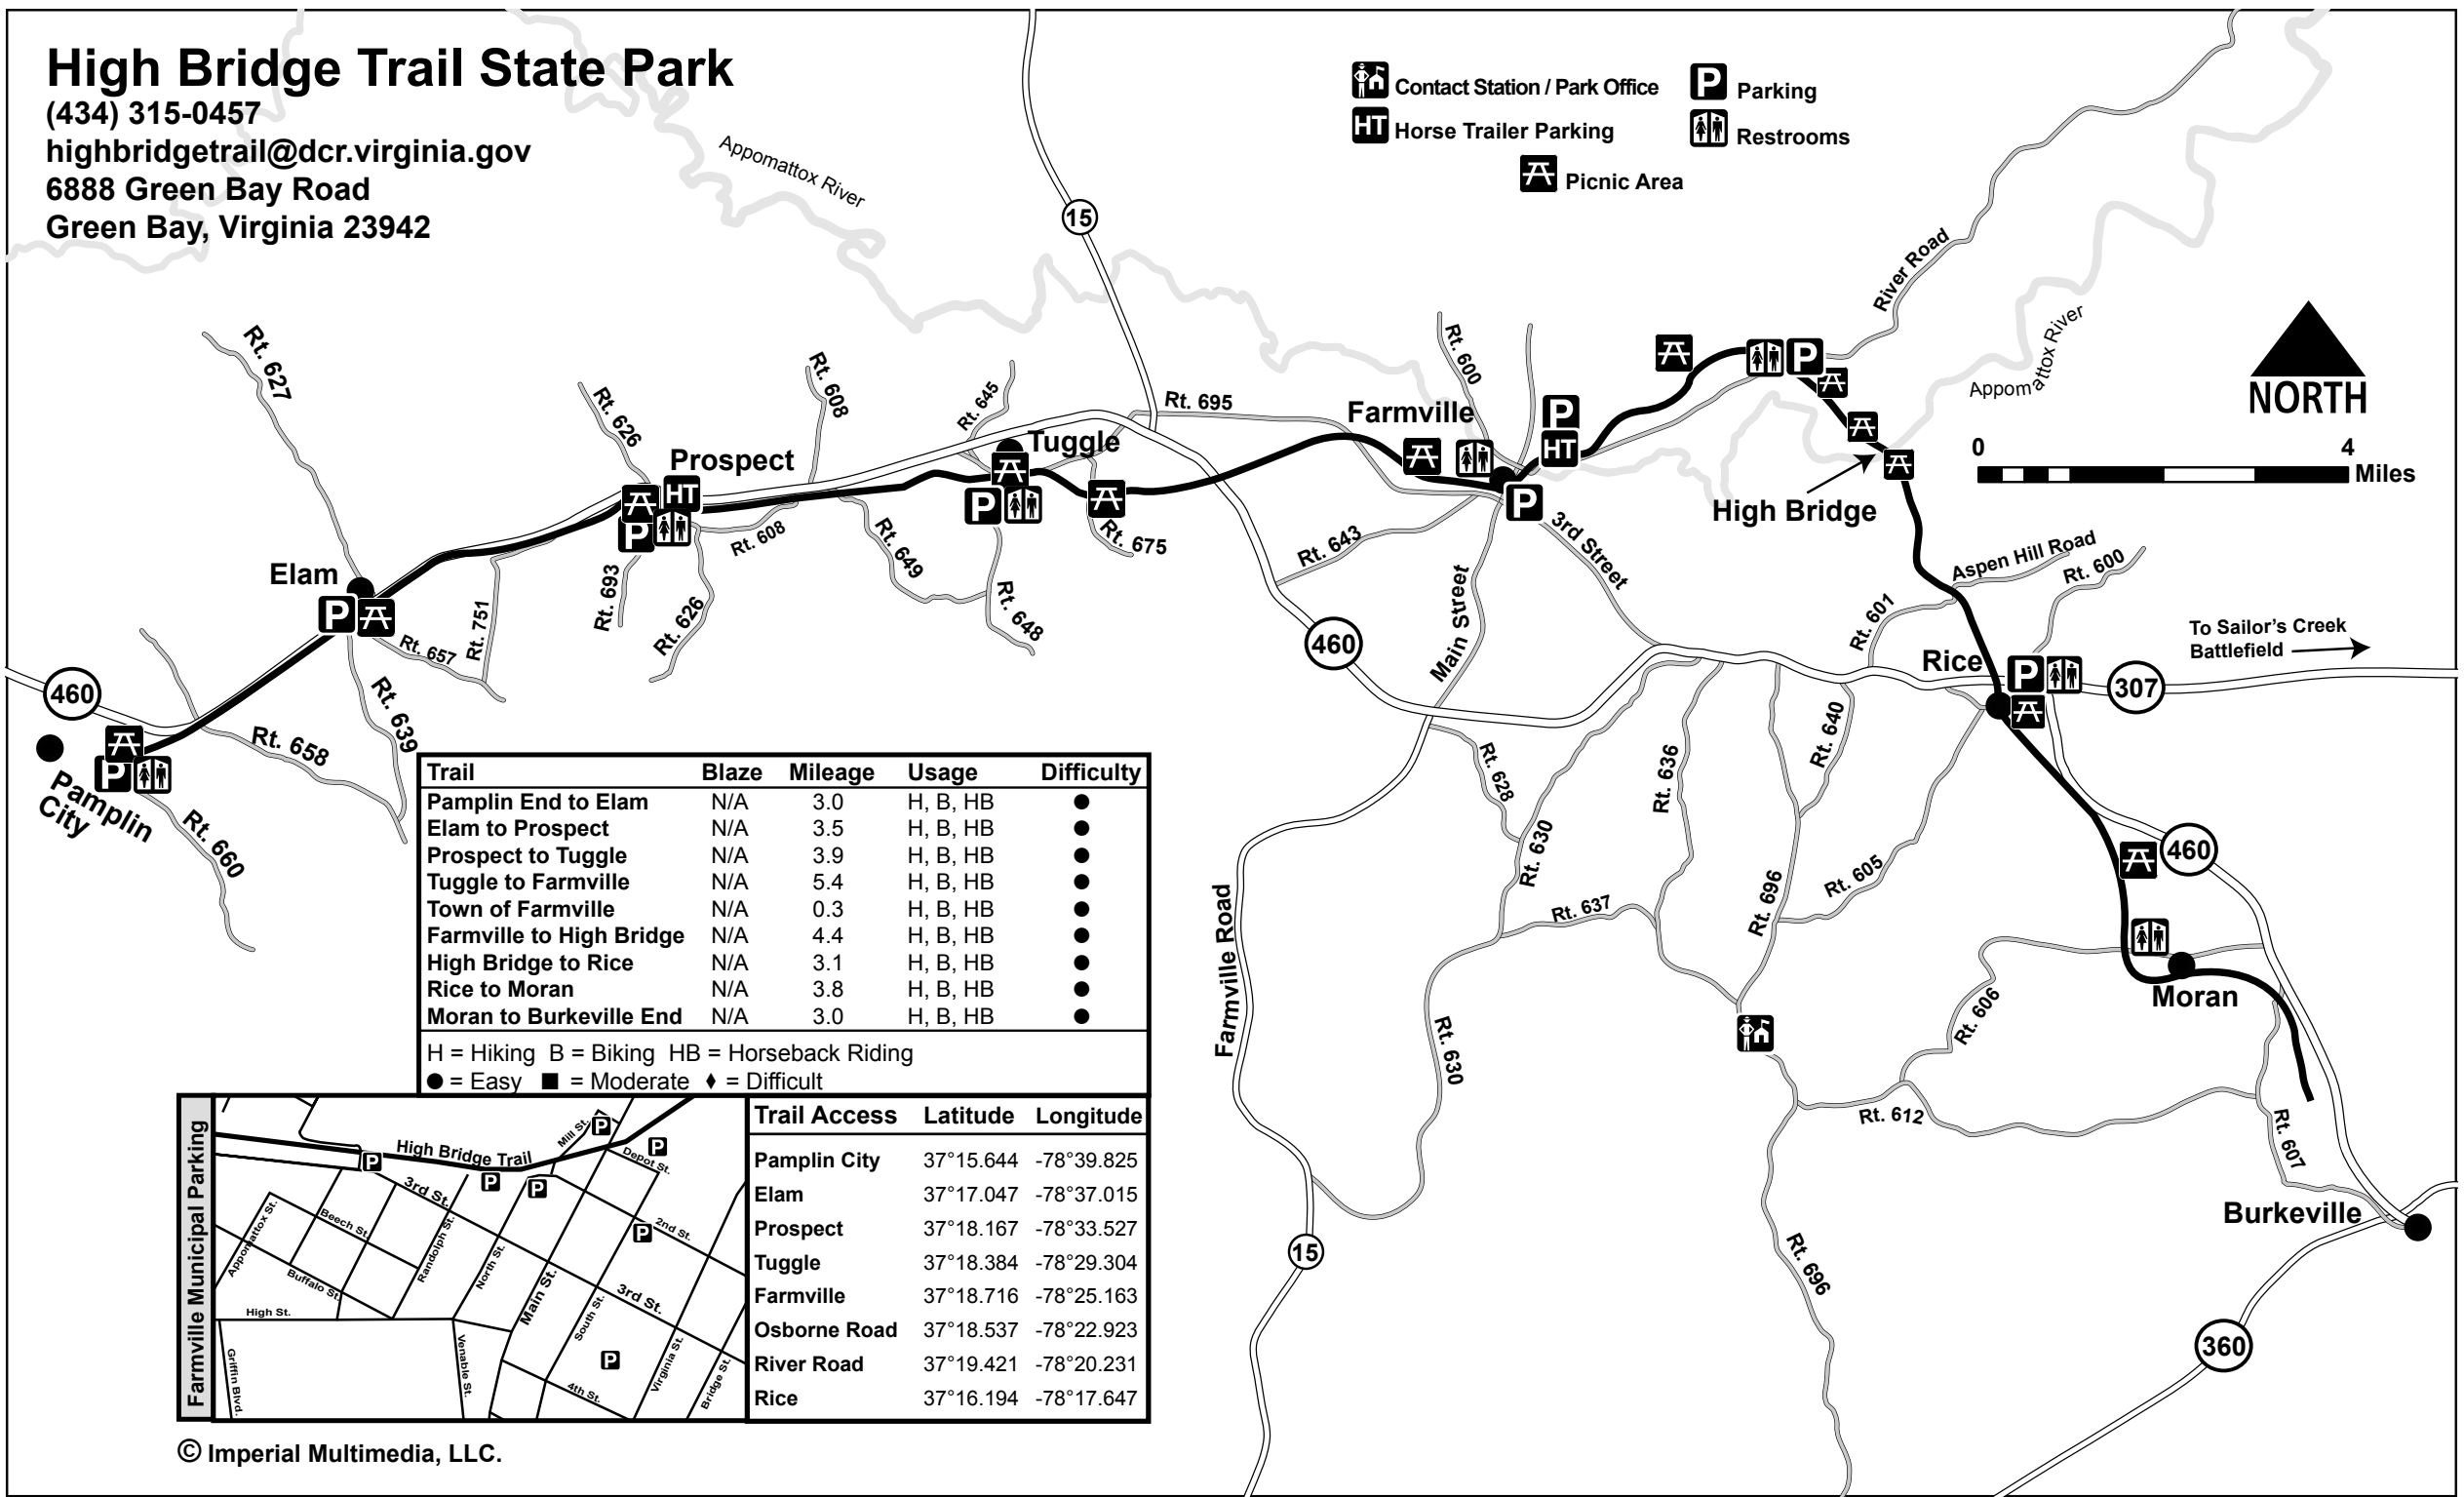 High Bridge Trail State Park
(434) 315-0457
highbridgetrail@dcr.virginia.gov
6888 Green Bay Road
Green Bay, Virginia 23942
Contact Station / Park Office
P Parking
HT Horse Trailer Parking
Restrooms
Picnic Area
Appomattox River
15
River Road
Appomattox River
NORTH
0 4
Miles
Rt. 627
Rt. 626
Rt. 608
Rt. 645
Rt. 695
Rt. 600
Farmville
P
HT
P
Tuggle
Prospect
HT
P
Rt. 608
P
Rt. 649
Rt. 675
Rt. 643
P
3rd Street
High Bridge
Elam
P
Rt. 657
Rt. 751
Rt. 693
Rt. 626
Rt. 648
Main Street
460
Aspen Hill Road
Rt. 600
Rt. 601
Rice
P
307
To Sailor's Creek
Battlefield
460
P
Pamplin
City
Rt. 658
Rt. 639
Rt. 660
Rt. 628
Rt. 630
Rt. 636
Rt. 640
Rt. 696
Rt. 605
Rt. 637
460
Farmville Road
Rt. 630
Moran
Rt. 606
Rt. 612
Rt. 607
Burkeville
15
Rt. 696
360
Trail Blaze Mileage Usage Difficulty
Pamplin End to Elam N/A 3.0 H, B, HB ●
Elam to Prospect N/A 3.5 H, B, HB ●
Prospect to Tuggle N/A 3.9 H, B, HB ●
Tuggle to Farmville N/A 5.4 H, B, HB ●
Town of Farmville N/A 0.3 H, B, HB ●
Farmville to High Bridge N/A 4.4 H, B, HB ●
High Bridge to Rice N/A 3.1 H, B, HB ●
Rice to Moran N/A 3.8 H, B, HB ●
Moran to Burkeville End N/A 3.0 H, B, HB ●
H = Hiking B = Biking HB = Horseback Riding
● = Easy ■ = Moderate ♦ = Difficult
Farmville Municipal Parking
High Bridge Trail
Mill St.
P
P
Depot St.
P
P
P
3rd St.
Beech St.
Appomattox St.
Randolph St.
North St.
2nd St.
P
Buffalo St.
High St.
Main St.
South St.
3rd St.
Griffin Blvd.
Venable St.
P
4th St.
Virginia St.
Bridge St.
Trail Access Latitude Longitude
Pamplin City 37°15.644 -78°39.825
Elam 37°17.047 -78°37.015
Prospect 37°18.167 -78°33.527
Tuggle 37°18.384 -78°29.304
Farmville 37°18.716 -78°25.163
Osborne Road 37°18.537 -78°22.923
River Road 37°19.421 -78°20.231
Rice 37°16.194 -78°17.647
© Imperial Multimedia, LLC.